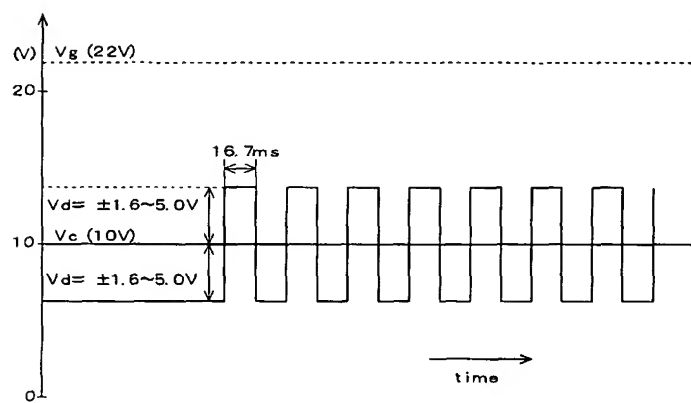 (V)
Vg (22V)
20
16.7ms
Vd= ±1.6~5.0V
Vc (10V)
10
Vd= ±1.6~5.0V
time
0